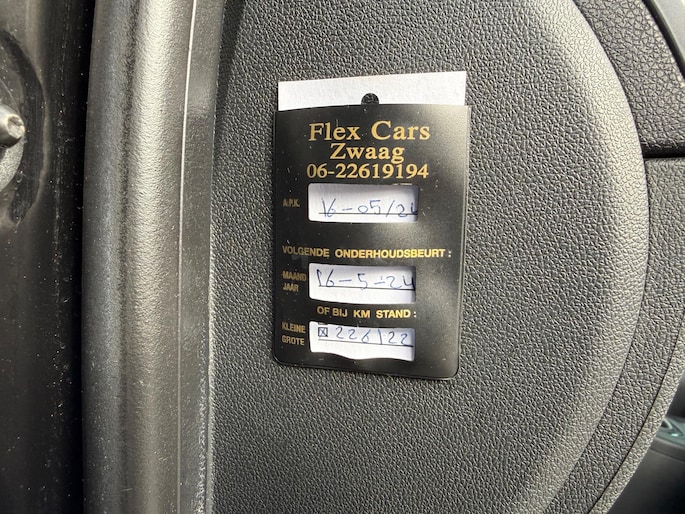 Flex Cars
Zwaag
06-22619194
A.P.K. 16-05/24
VOLGENDE ONDERHOUDSBEURT:
MAAND JAAR 16-5-24
OF BIJ KM STAND:
KLEINE
GROTE